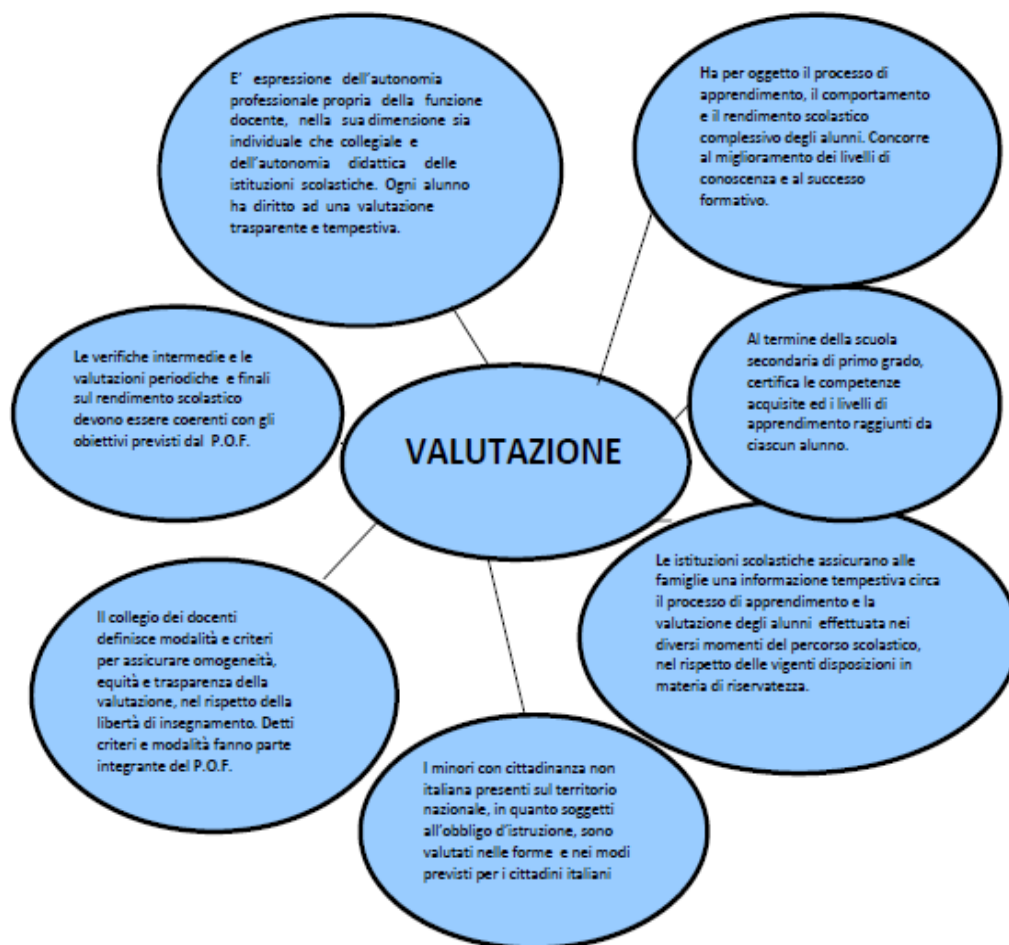 E' espressione dell'autonomia
professionale propria della funzione
docente, nella sua dimensione sia
individuale che collegiale e
dell'autonomia didattica delle
istituzioni scolastiche. Ogni alunno
ha diritto ad una valutazione
trasparente e tempestiva.
Ha per oggetto il processo di
apprendimento, il comportamento
e il rendimento scolastico
complessivo degli alunni. Concorre
al miglioramento dei livelli di
conoscenza e al successo
formativo.
Le verifiche intermedie e le
valutazioni periodiche e finali
sul rendimento scolastico
devono essere coerenti con gli
obiettivi previsti dal P.O.F.
VALUTAZIONE
Al termine della scuola
secondaria di primo grado,
certifica le competenze
acquisite ed i livelli di
apprendimento raggiunti da
ciascun alunno.
Le istituzioni scolastiche assicurano alle
famiglie una informazione tempestiva circa
il processo di apprendimento e la
valutazione degli alunni effettuata nei
diversi momenti del percorso scolastico,
nel rispetto delle vigenti disposizioni in
materia di riservatezza.
Il collegio dei docenti
definisce modalità e criteri
per assicurare omogeneità,
equità e trasparenza della
valutazione, nel rispetto della
libertà di insegnamento. Detti
criteri e modalità fanno parte
integrante del P.O.F.
I minori con cittadinanza non
italiana presenti sul territorio
nazionale, in quanto soggetti
all'obbligo d'istruzione, sono
valutati nelle forme e nei modi
previsti per i cittadini italiani